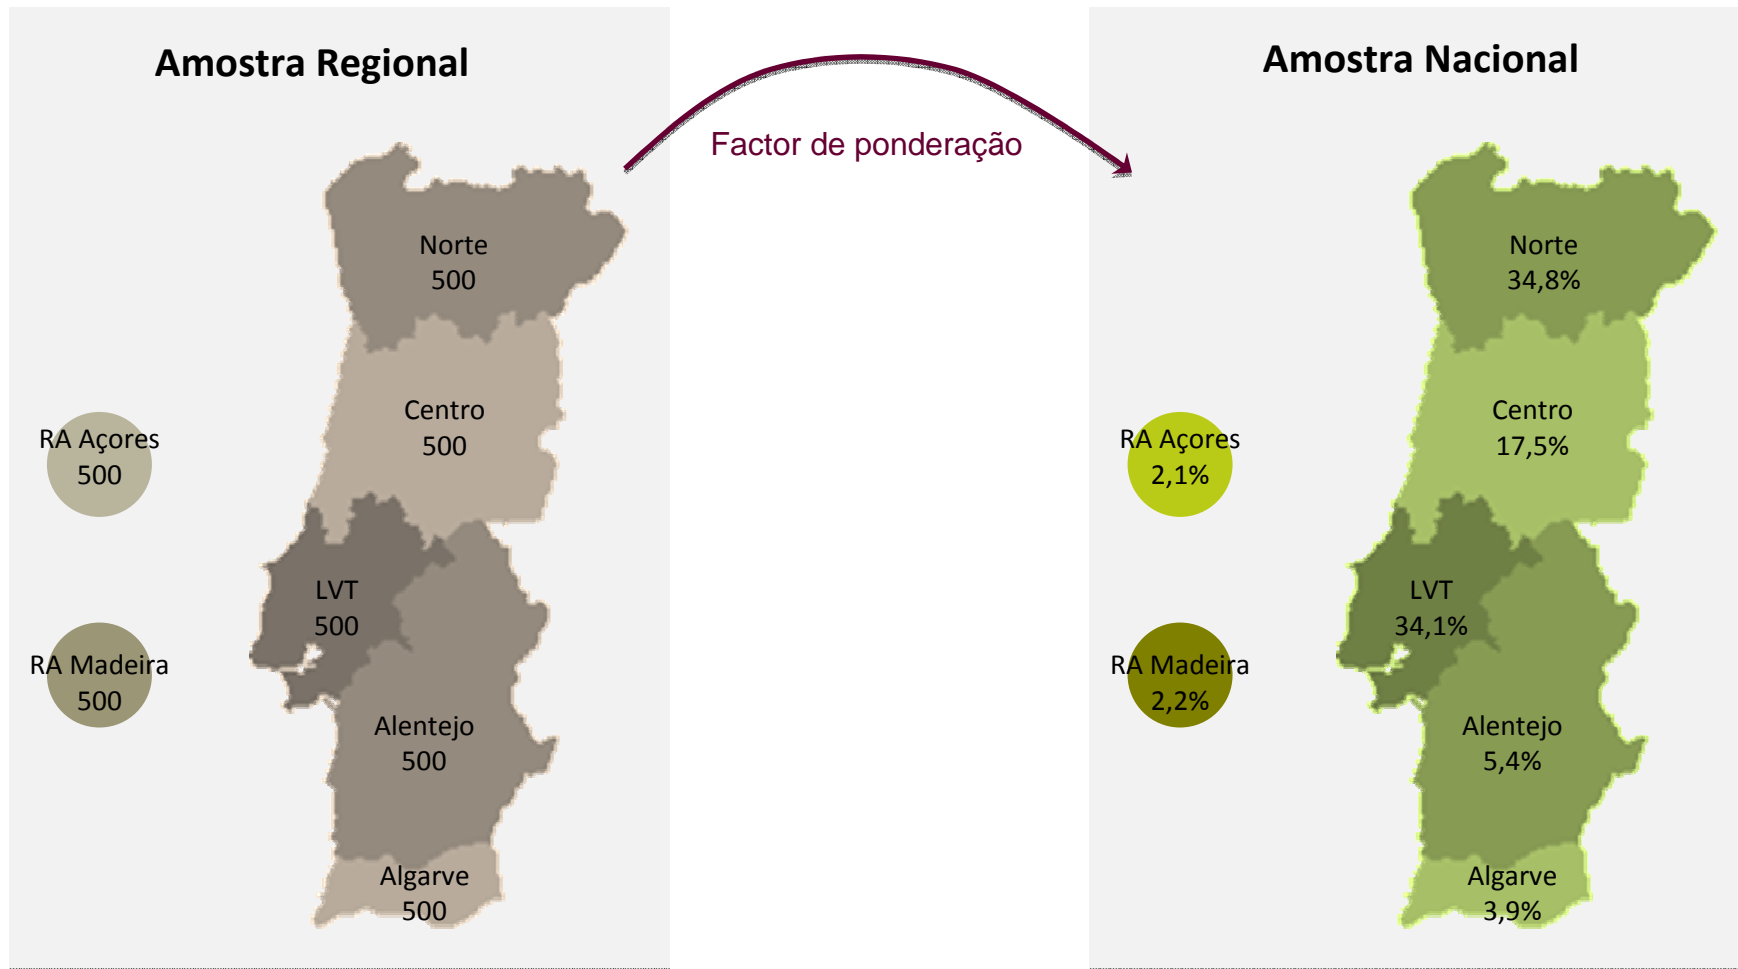 Amostra Regional
Norte
500
Centro
500
RA Açores
500
LVT
500
RA Madeira
500
Alentejo
500
Algarve
500
Factor de ponderação
Amostra Nacional
Norte
34,8%
Centro
17,5%
RA Açores
2,1%
LVT
34,1%
RA Madeira
2,2%
Alentejo
5,4%
Algarve
3,9%